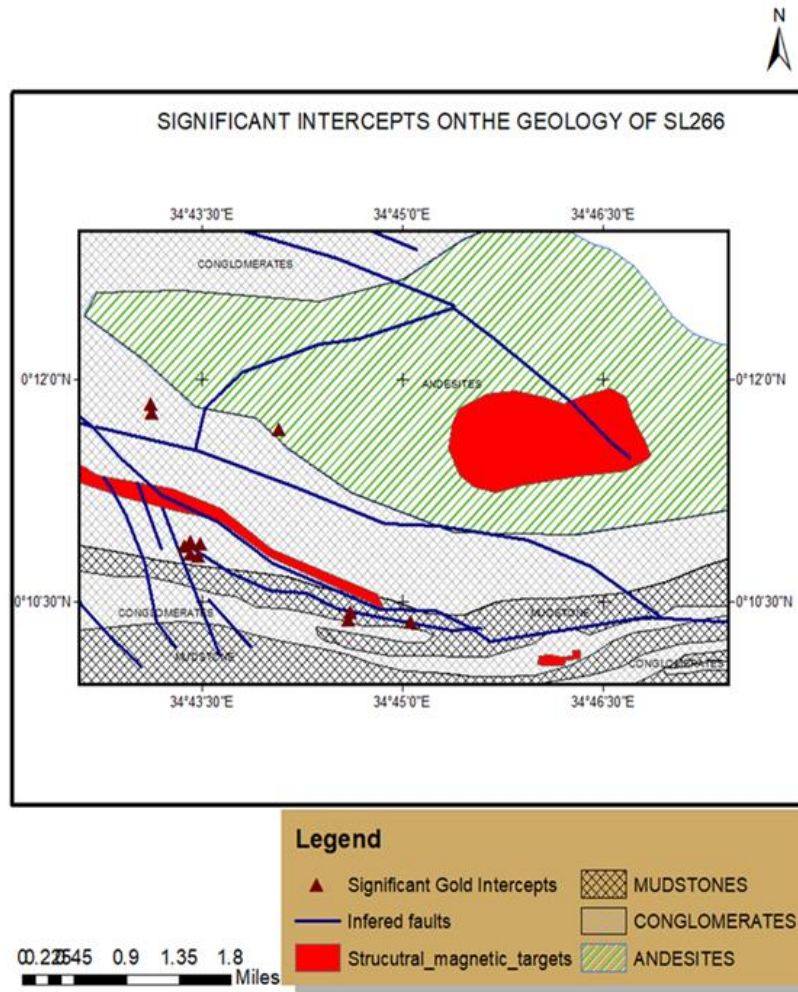 N
SIGNIFICANT INTERCEPTS ONTHE GEOLOGY OF SL266
34°43'30"E 34°45'0"E 34°46'30"E
CONGLOMERATES
0°12'0"N ANDESITES 0°12'0"N
0°10'30"N CONGLOMERATES MUDSTONE 0°10'30"N
MUDSTONE CONGLOMERATES
34°43'30"E 34°45'0"E 34°46'30"E
Legend
Significant Gold Intercepts MUDSTONES
Infered faults CONGLOMERATES
Strucutral_magnetic_targets ANDESITES
0.9 1.35 1.8
Miles